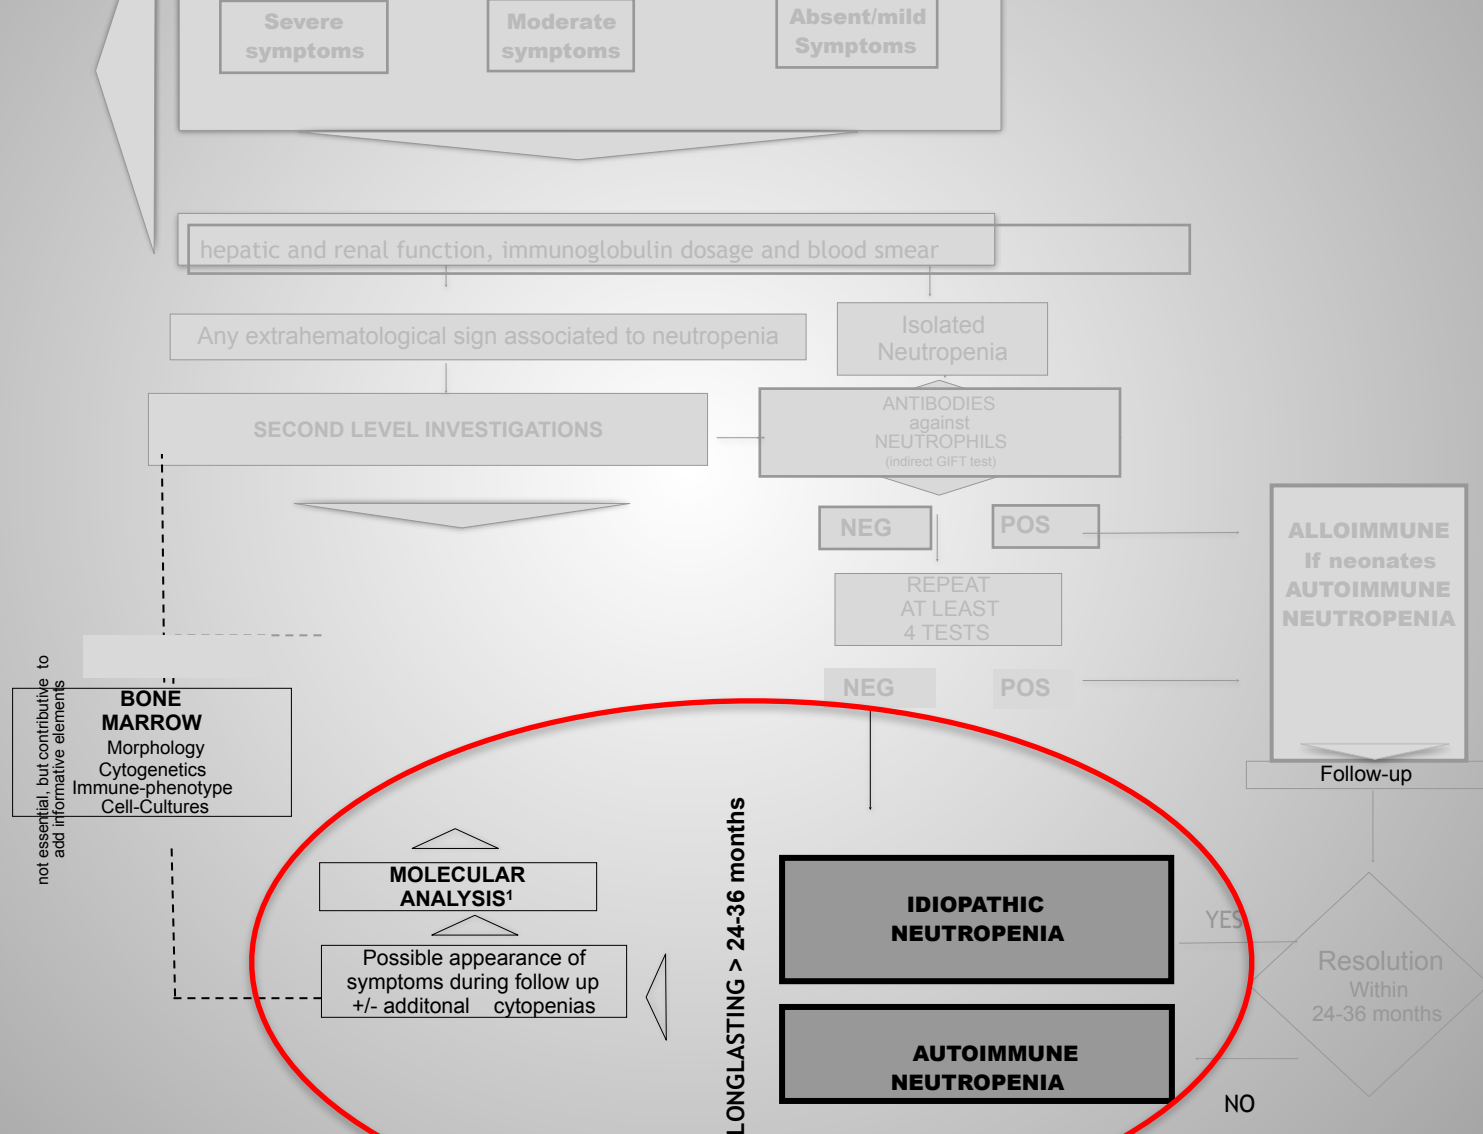 Severe
symptoms
Moderate
symptoms
Absent/mild
Symptoms
hepatic and renal function, immunoglobulin dosage and blood smear
Any extrahematological sign associated to neutropenia
Isolated
Neutropenia
SECOND LEVEL INVESTIGATIONS
ANTIBODIES
against
NEUTROPHILS
(indirect GIFT test)
NEG
POS
ALLOIMMUNE
If neonates
AUTOIMMUNE
NEUTROPENIA
REPEAT
AT LEAST
4 TESTS
NEG
POS
not essential, but contributive to
add informative elements
BONE
MARROW
Morphology
Cytogenetics
Immune-phenotype
Cell-Cultures
Follow-up
MOLECULAR
ANALYSIS¹
Possible appearance of
symptoms during follow up
+/- additonal cytopenias
LONGLASTING > 24-36 months
IDIOPATHIC
NEUTROPENIA
YES
Resolution
Within
24-36 months
AUTOIMMUNE
NEUTROPENIA
NO